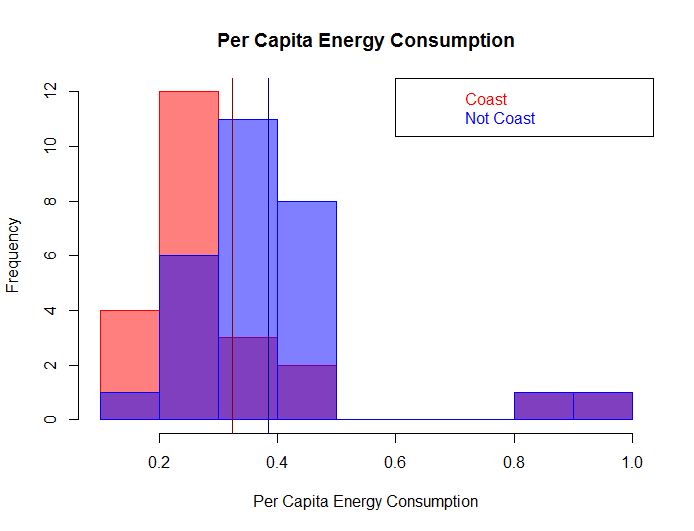 Per Capita Energy Consumption
Coast
Not Coast
12
10
8
6
4
2
0
Frequency
0.2 0.4 0.6 0.8 1.0
Per Capita Energy Consumption